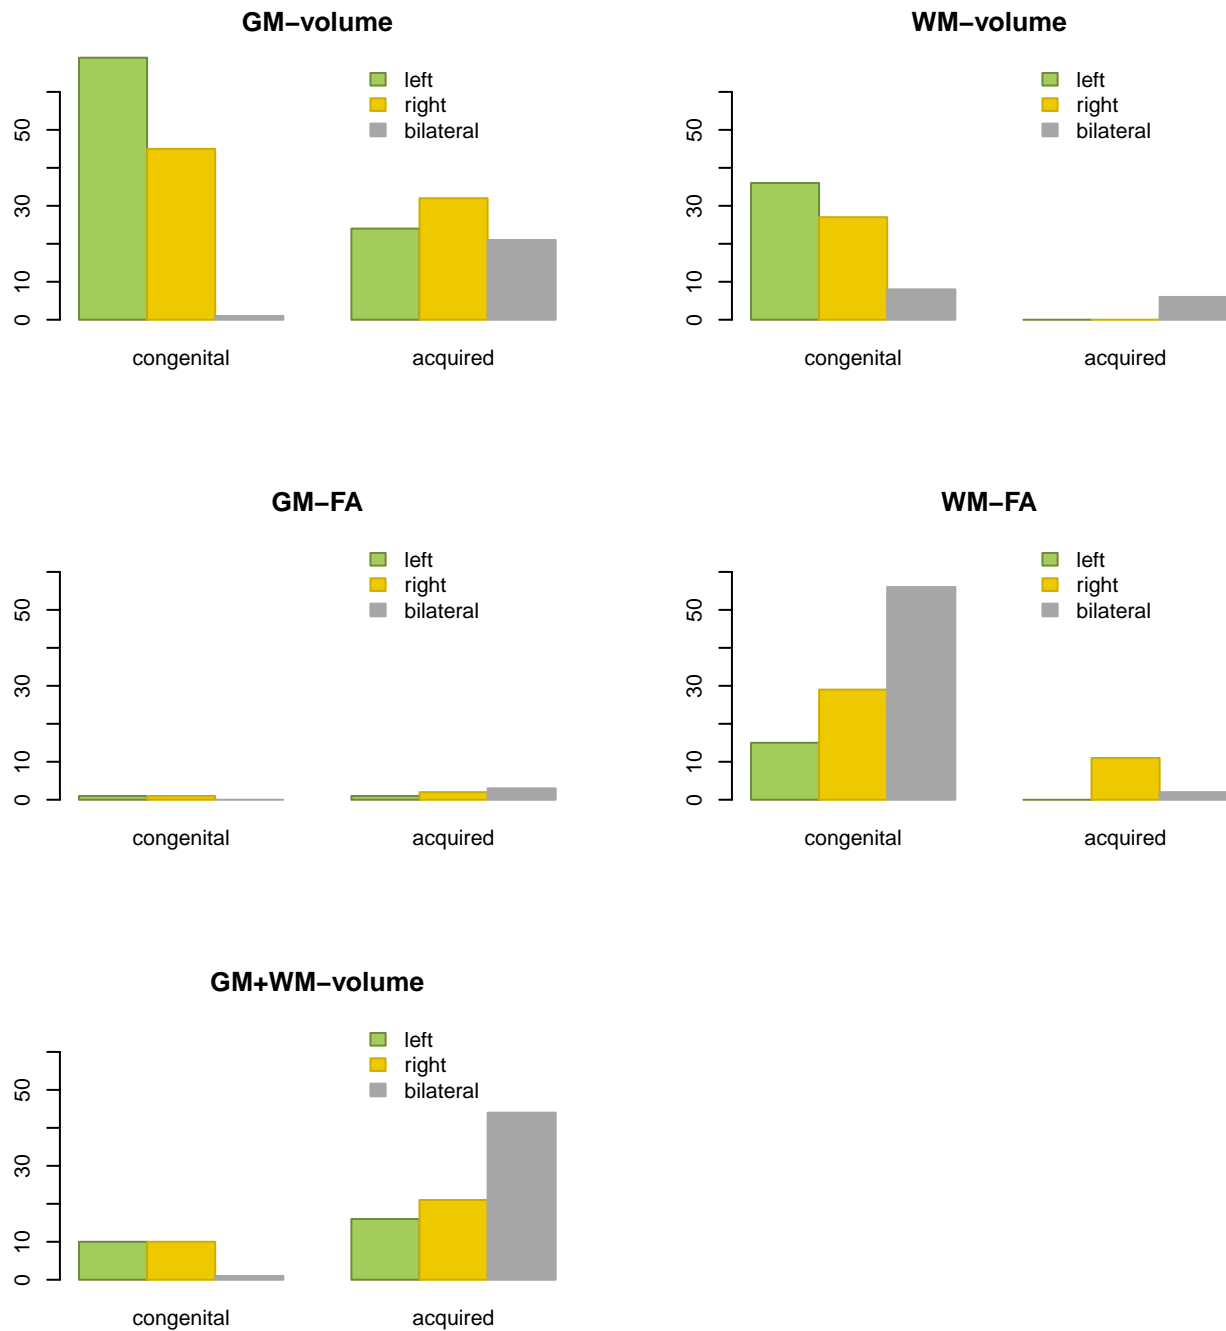 GM−volume
left
right
bilateral
50
30
10
0
congenital
acquired
WM−volume
left
right
bilateral
50
30
10
0
congenital
acquired
GM−FA
left
right
bilateral
50
30
10
0
congenital
acquired
WM−FA
left
right
bilateral
50
30
10
0
congenital
acquired
GM+WM−volume
left
right
bilateral
50
30
10
0
congenital
acquired